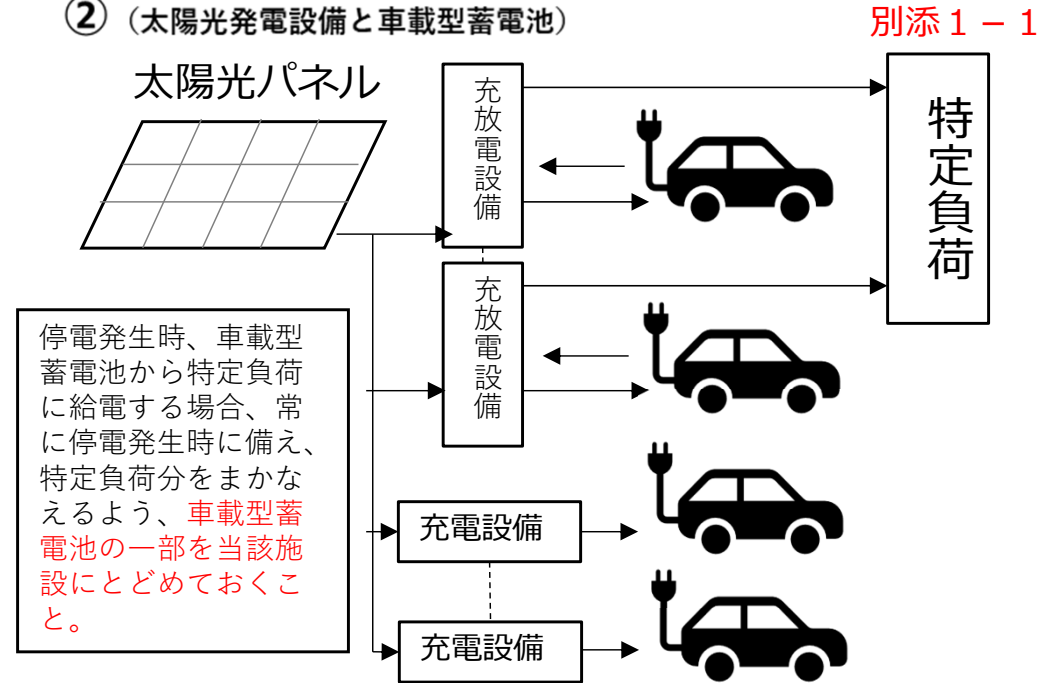 ②（太陽光発電設備と車載型蓄電池）
別添１－１
太陽光パネル
充放電設備
特定負荷
充放電設備
停電発生時、車載型
蓄電池から特定負荷
に給電する場合、常
に停電発生時に備え、
特定負荷分をまかな
えるよう、車載型蓄
電池の一部を当該施
設にとどめておくこ
と。
充電設備
充電設備